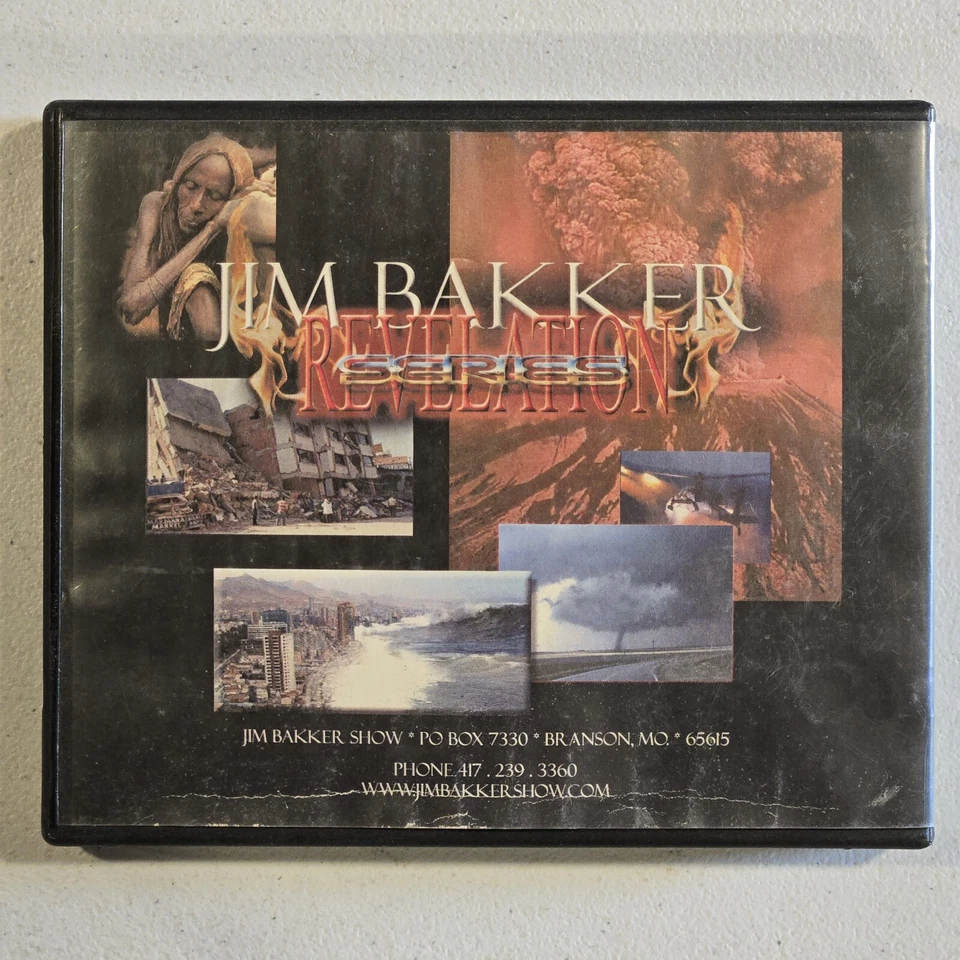 JIM BAKKER
REVELATION
SERIES
MARKET
JIM BAKKER SHOW * PO BOX 7330 * BRANSON, MO. * 65615
PHONE 417 . 239 . 3360
WWW.JIMBAKKERSHOW.COM